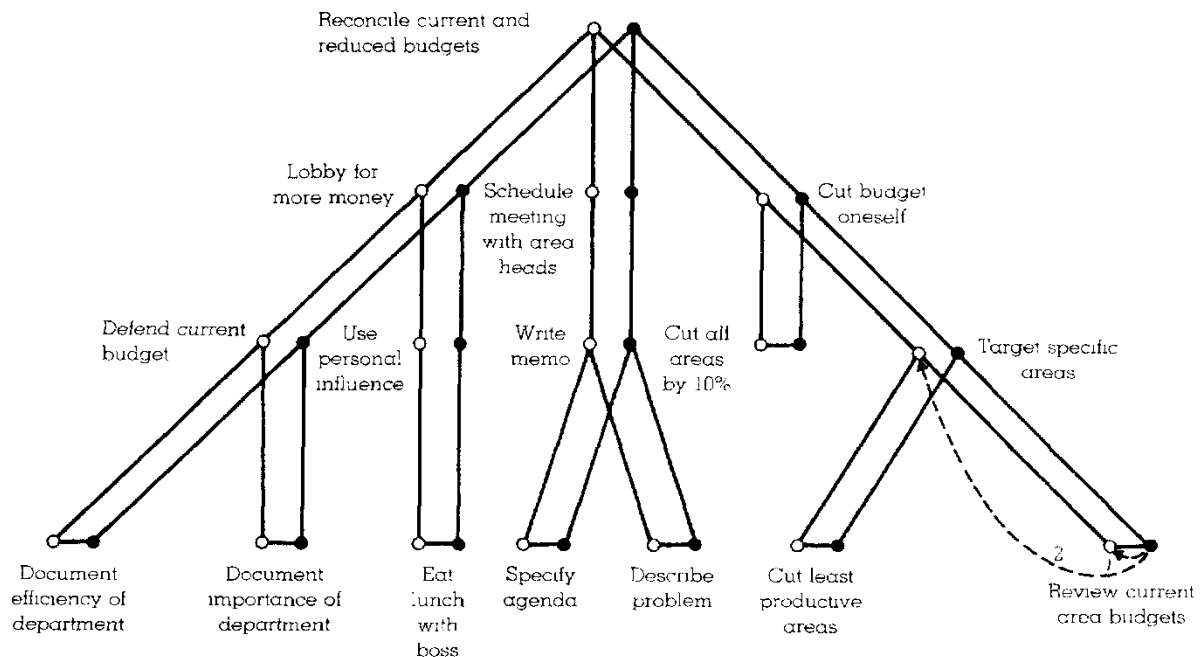 Reconcile current and
reduced budgets
Lobby for
more money
Schedule
meeting
with area
heads
Cut budget
oneself
Defend current
budget
Use
personal
influence
Write
memo
Cut all
areas
by 10%
Target specific
areas
2
Document
efficiency of
department
Document
importance of
department
Eat
lunch
with
boss
Specify
agenda
Describe
problem
Cut least
productive
areas
Review current
area budgets